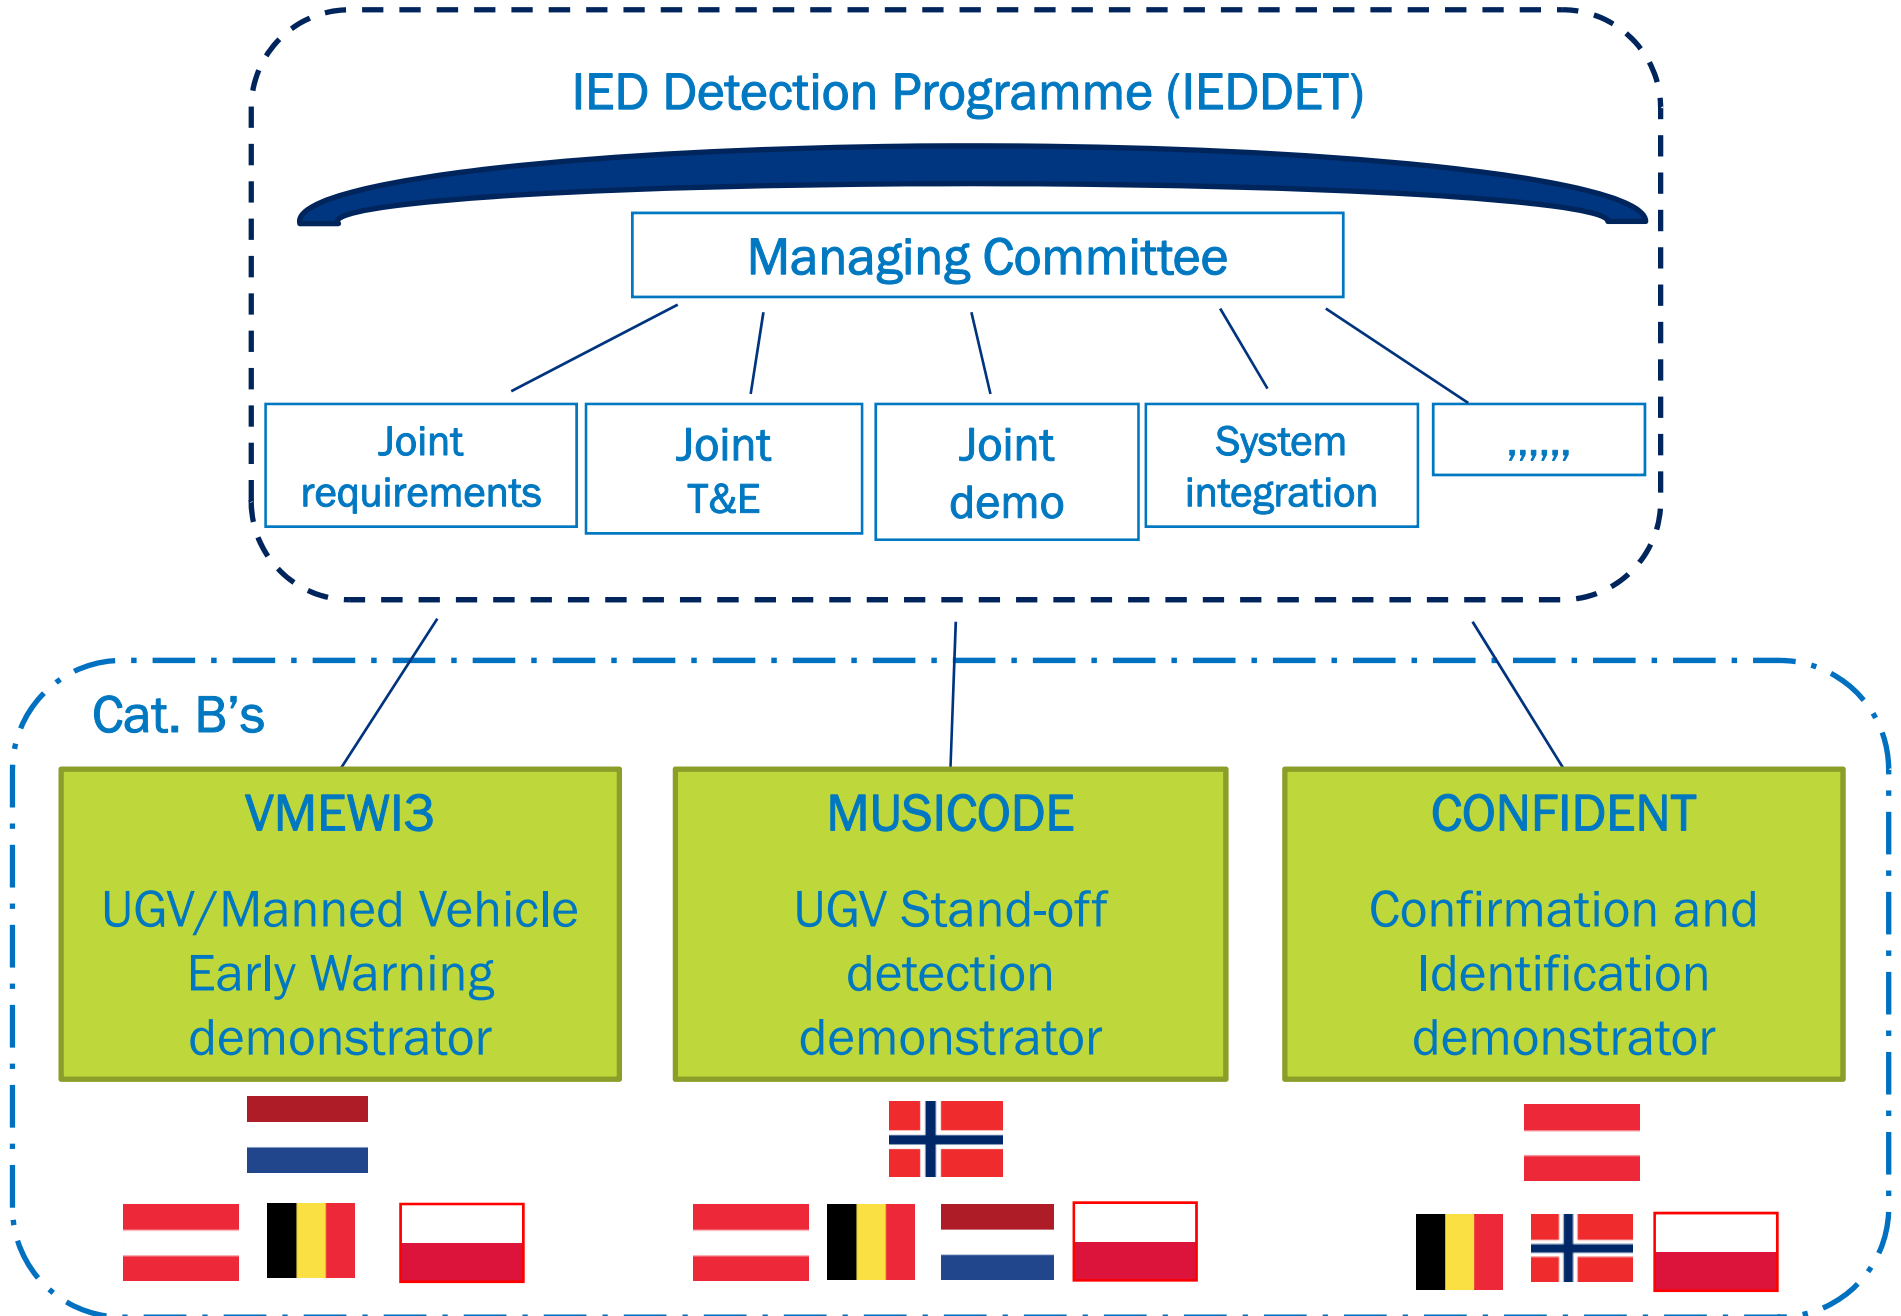 IED Detection Programme (IEDDET)
Managing Committee
Joint
requirements
Joint
T&E
Joint
demo
System
integration
,,,,,,
Cat. B’s
VMEWI3
UGV/Manned Vehicle
Early Warning
demonstrator
MUSICODE
UGV Stand-off
detection
demonstrator
CONFIDENT
Confirmation and
Identification
demonstrator